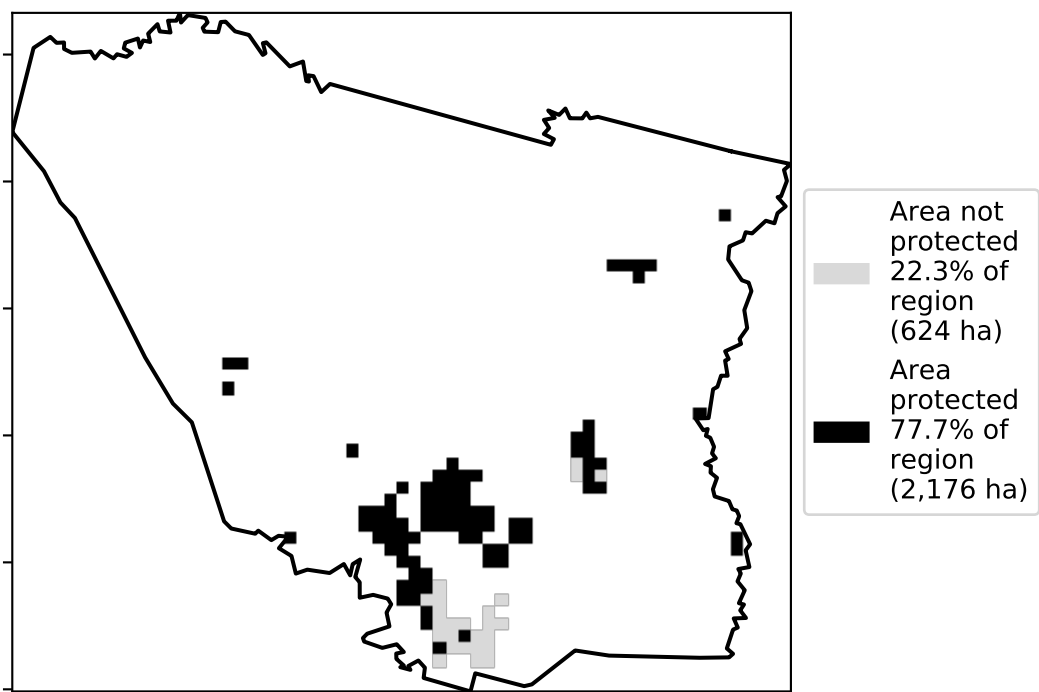 Area not
protected
22.3% of
region
(624 ha)
Area
protected
77.7% of
region
(2,176 ha)